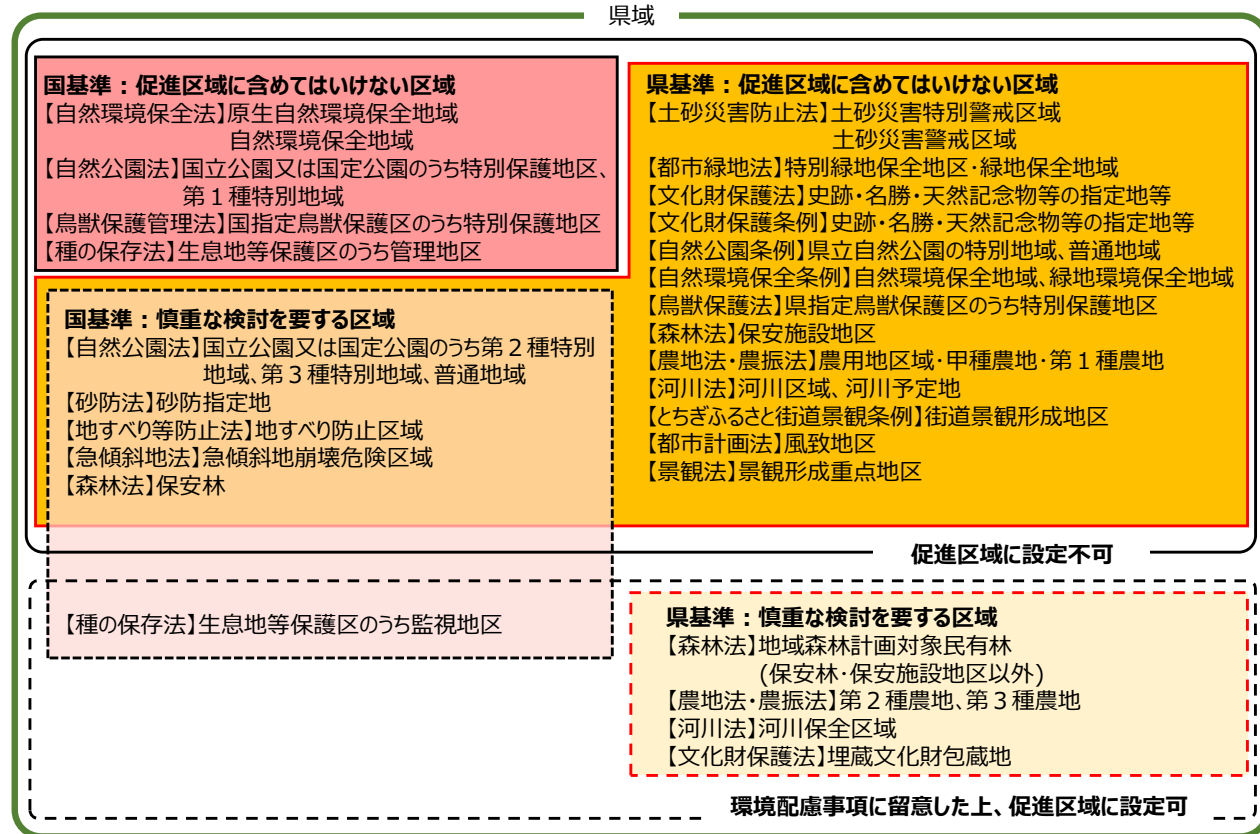 県域
国基準：促進区域に含めてはいけない区域
【自然環境保全法】原生自然環境保全地域
自然環境保全地域
【自然公園法】国立公園又は国定公園のうち特別保護地区、
第１種特別地域
【鳥獣保護管理法】国指定鳥獣保護区のうち特別保護地区
【種の保存法】生息地等保護区のうち管理地区
国基準：慎重な検討を要する区域
【自然公園法】国立公園又は国定公園のうち第２種特別
地域、第３種特別地域、普通地域
【砂防法】砂防指定地
【地すべり等防止法】地すべり防止区域
【急傾斜地法】急傾斜地崩壊危険区域
【森林法】保安林
【種の保存法】生息地等保護区のうち監視地区
県基準：促進区域に含めてはいけない区域
【土砂災害防止法】土砂災害特別警戒区域
土砂災害警戒区域
【都市緑地法】特別緑地保全地区・緑地保全地域
【文化財保護法】史跡・名勝・天然記念物等の指定地等
【文化財保護条例】史跡・名勝・天然記念物等の指定地等
【自然公園条例】県立自然公園の特別地域、普通地域
【自然環境保全条例】自然環境保全地域、緑地環境保全地域
【鳥獣保護法】県指定鳥獣保護区のうち特別保護地区
【森林法】保安施設地区
【農地法・農振法】農用地区域・甲種農地・第１種農地
【河川法】河川区域、河川予定地
【とちぎふるさと街道景観条例】街道景観形成地区
【都市計画法】風致地区
【景観法】景観形成重点地区
促進区域に設定不可
県基準：慎重な検討を要する区域
【森林法】地域森林計画対象民有林
(保安林・保安施設地区以外)
【農地法・農振法】第２種農地、第３種農地
【河川法】河川保全区域
【文化財保護法】埋蔵文化財包蔵地
環境配慮事項に留意した上、促進区域に設定可